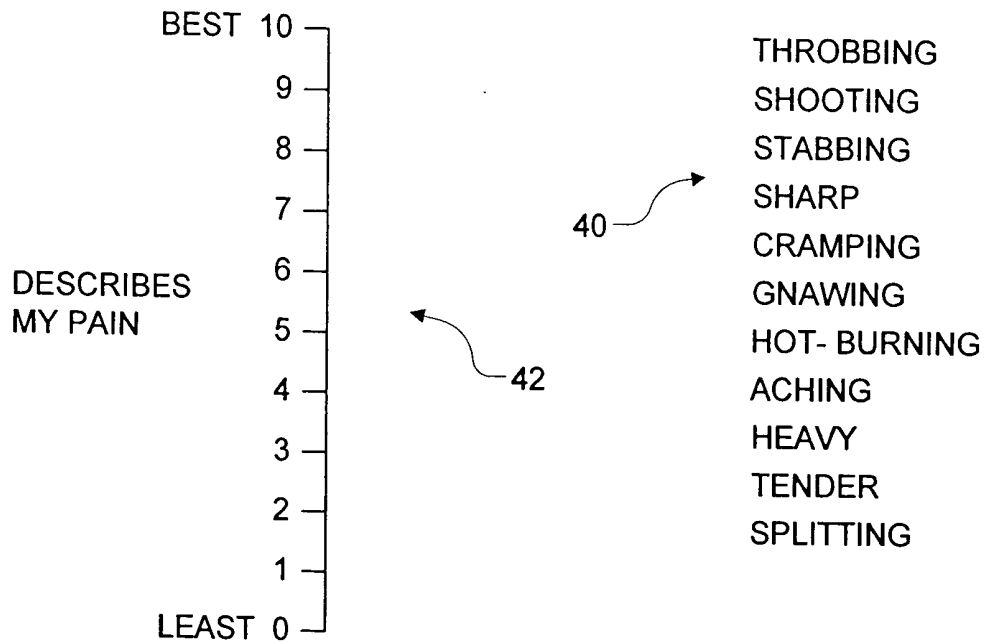 BEST 10
9
8
7
6
5
4
3
2
1
LEAST 0
DESCRIBES
MY PAIN
42
40
THROBBING
SHOOTING
STABBING
SHARP
CRAMPING
GNAWING
HOT- BURNING
ACHING
HEAVY
TENDER
SPLITTING